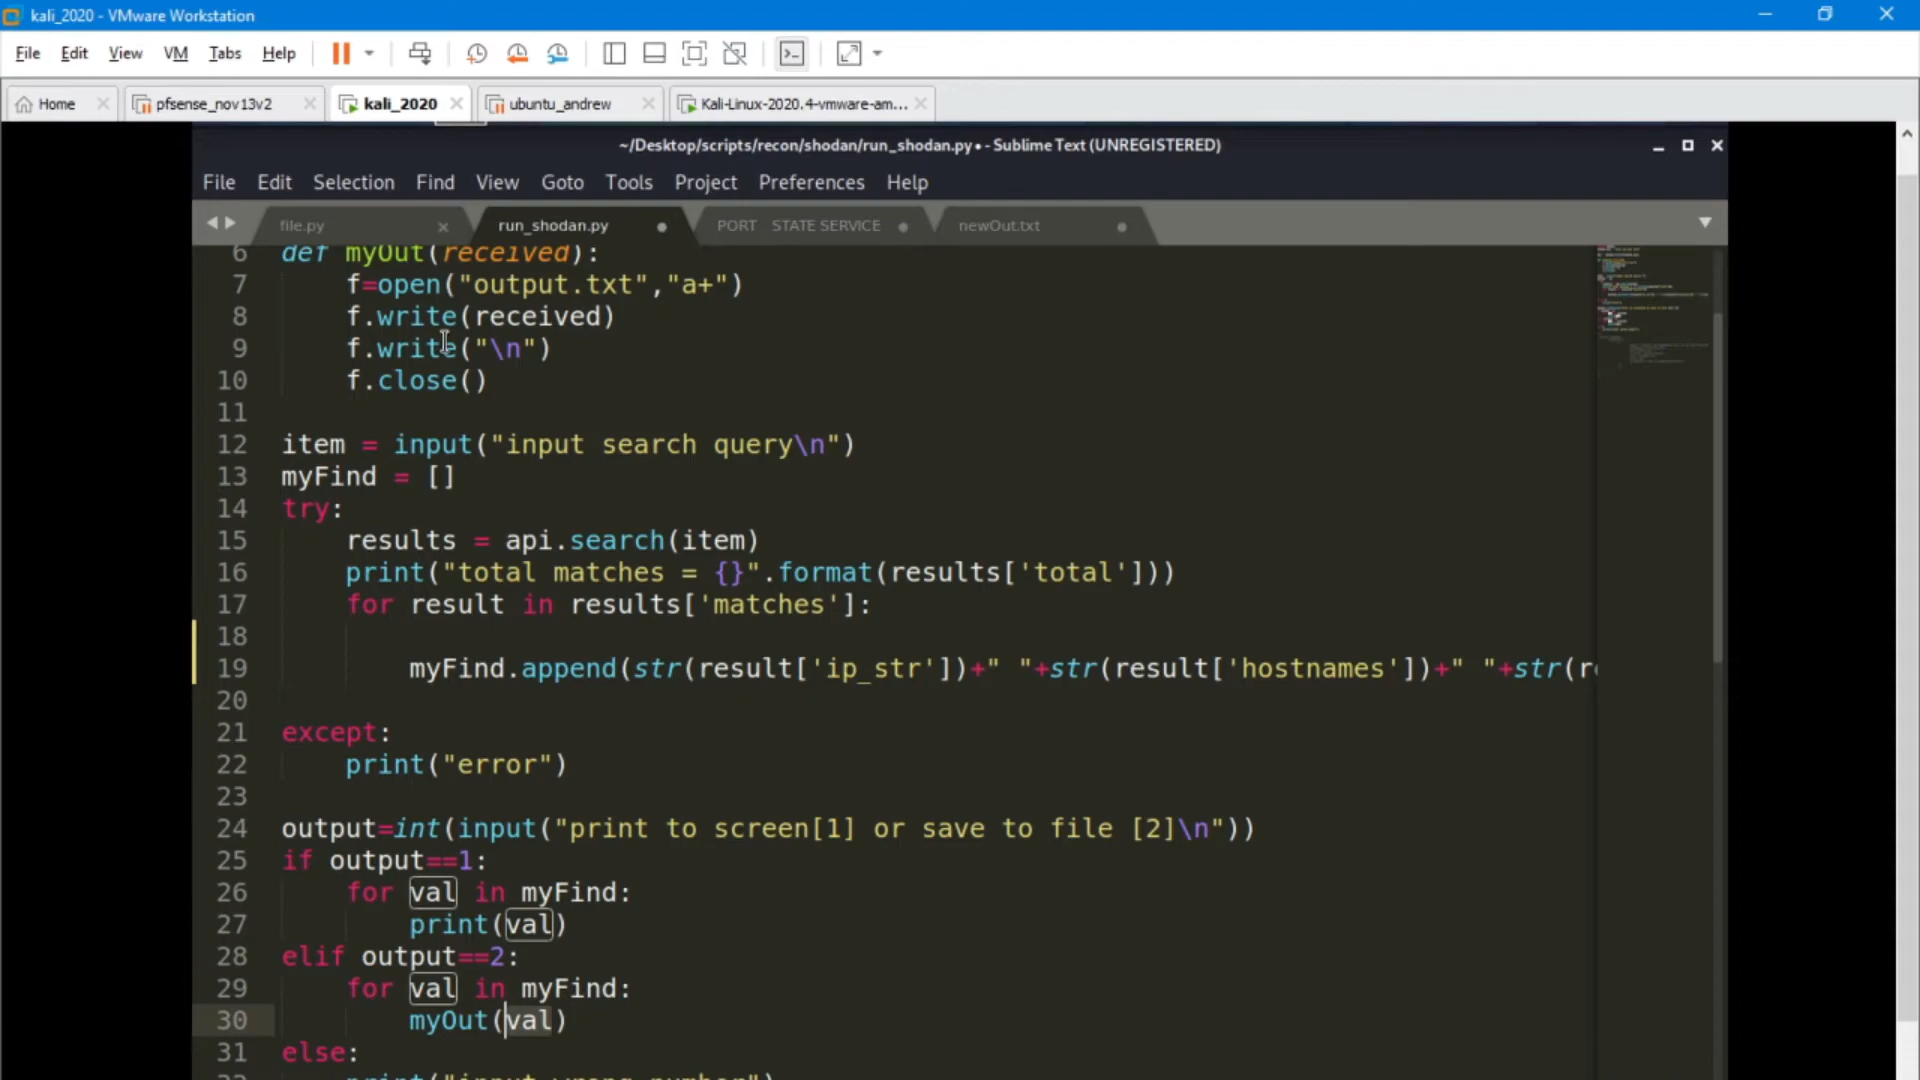 kali_2020 - VMware Workstation
File Edit View VM Tabs Help
Home pfsense_nov13v2 kali_2020 ubuntu_andrew Kali-Linux-2020.4-vmware-am...
~/Desktop/scripts/recon/shodan/run_shodan.py• - Sublime Text (UNREGISTERED)
File Edit Selection Find View Goto Tools Project Preferences Help
file.py run_shodan.py PORT STATE SERVICE newOut.txt
6 def myOut(received):
7 f=open("output.txt","a+")
8 f.write(received)
9 f.write("\n")
10 f.close()
11
12 item = input("input search query\n")
13 myFind = []
14 try:
15 results = api.search(item)
16 print("total matches = {}".format(results['total']))
17 for result in results['matches']:
18
19 myFind.append(str(result['ip_str'])+" "+str(result['hostnames'])+" "+str(r
20
21 except:
22 print("error")
23
24 output=int(input("print to screen[1] or save to file [2]\n"))
25 if output==1:
26 for val in myFind:
27 print(val)
28 elif output==2:
29 for val in myFind:
30 myOut(val)
31 else:
print("input wrong number")